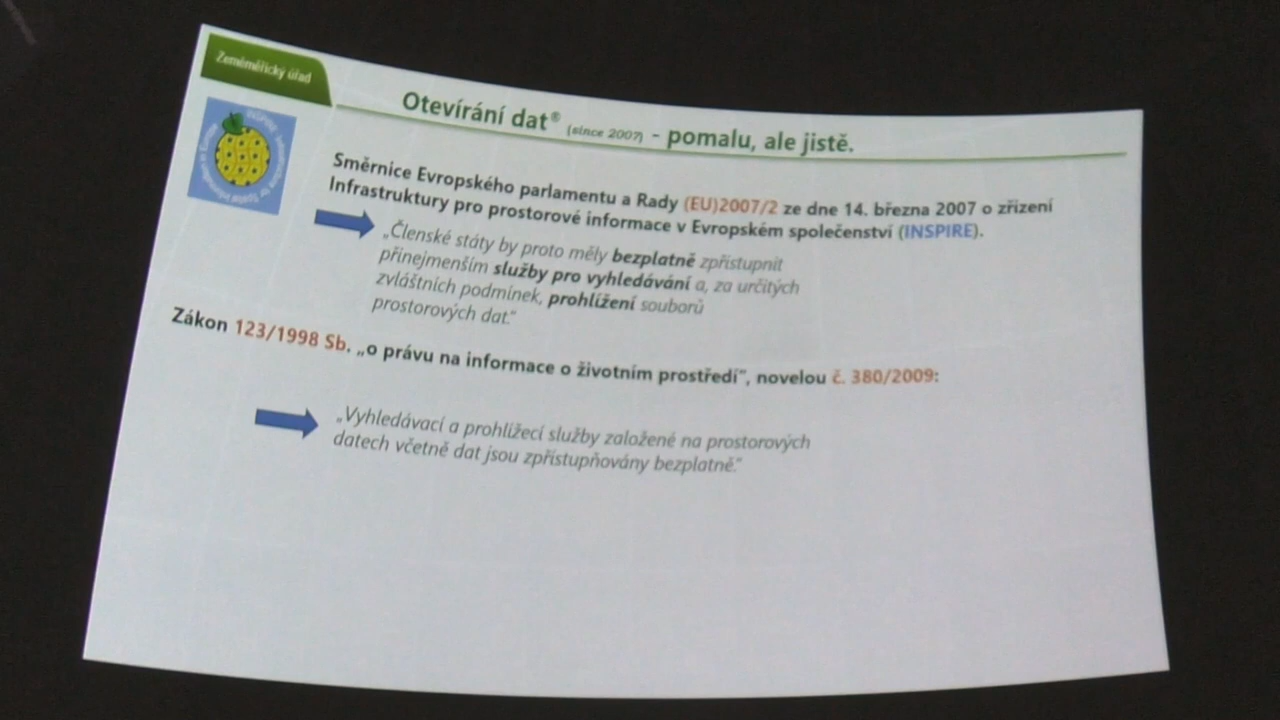 Zeměměřický úřad
Otevírání dat® (since 2007) - pomalu, ale jistě.
Směrnice Evropského parlamentu a Rady (EU)2007/2 ze dne 14. března 2007 o zřízení
Infrastruktury pro prostorové informace v Evropském společenství (INSPIRE).
„Členské státy by proto měly bezplatně zpřístupnit
přinejmenším služby pro vyhledávání a, za určitých
zvláštních podmínek, prohlížení souborů
prostorových dat.“
Zákon 123/1998 Sb. „o právu na informace o životním prostředí“, novelou č. 380/2009:
„Vyhledávací a prohlížecí služby založené na prostorových
datech včetně dat jsou zpřístupňovány bezplatně.“